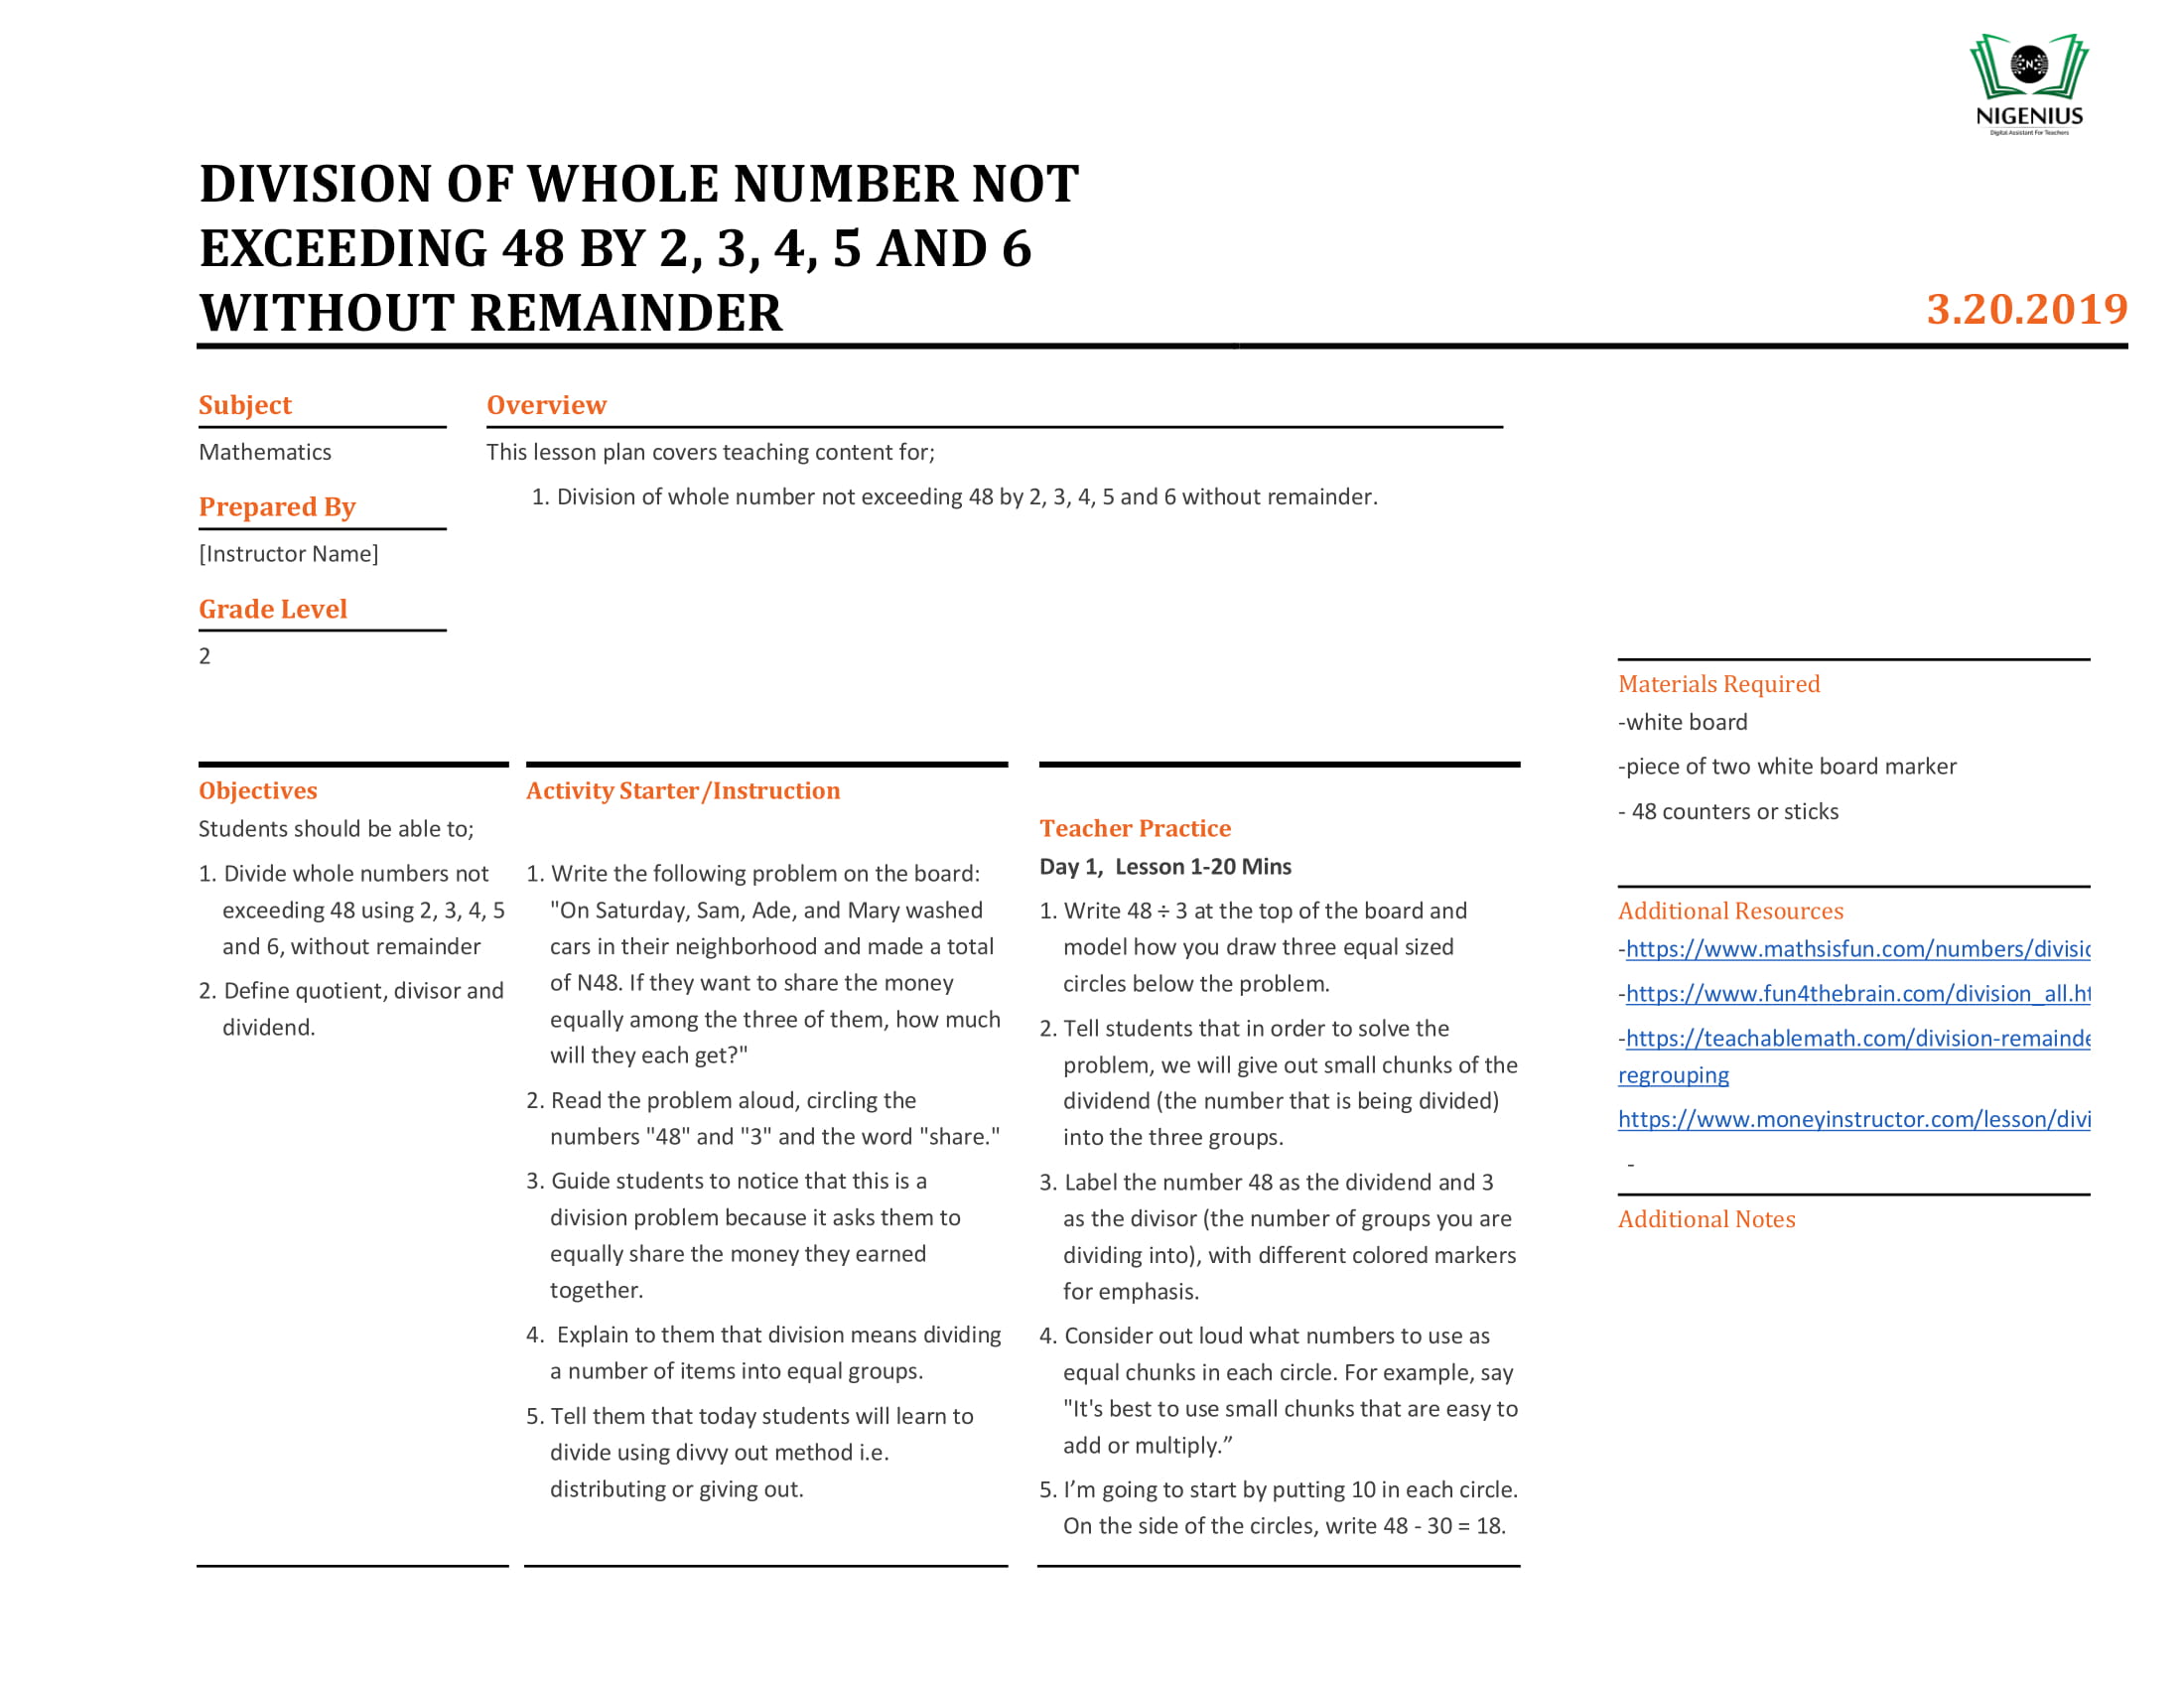 NIGENIUS
Digital Assistant For Teachers
DIVISION OF WHOLE NUMBER NOT
EXCEEDING 48 BY 2, 3, 4, 5 AND 6
WITHOUT REMAINDER
3.20.2019
Subject
Mathematics
Prepared By
[Instructor Name]
Grade Level
2
Overview
This lesson plan covers teaching content for;
1. Division of whole number not exceeding 48 by 2, 3, 4, 5 and 6 without remainder.
Objectives
Students should be able to;
1. Divide whole numbers not
exceeding 48 using 2, 3, 4, 5
and 6, without remainder
2. Define quotient, divisor and
dividend.
Activity Starter/Instruction
1. Write the following problem on the board:
"On Saturday, Sam, Ade, and Mary washed
cars in their neighborhood and made a total
of N48. If they want to share the money
equally among the three of them, how much
will they each get?"
2. Read the problem aloud, circling the
numbers "48" and "3" and the word "share."
3. Guide students to notice that this is a
division problem because it asks them to
equally share the money they earned
together.
4. Explain to them that division means dividing
a number of items into equal groups.
5. Tell them that today students will learn to
divide using divvy out method i.e.
distributing or giving out.
Teacher Practice
Day 1, Lesson 1-20 Mins
1. Write 48 ÷ 3 at the top of the board and
model how you draw three equal sized
circles below the problem.
2. Tell students that in order to solve the
problem, we will give out small chunks of the
dividend (the number that is being divided)
into the three groups.
3. Label the number 48 as the dividend and 3
as the divisor (the number of groups you are
dividing into), with different colored markers
for emphasis.
4. Consider out loud what numbers to use as
equal chunks in each circle. For example, say
"It's best to use small chunks that are easy to
add or multiply.”
5. I’m going to start by putting 10 in each circle.
On the side of the circles, write 48 - 30 = 18.
Materials Required
-white board
-piece of two white board marker
- 48 counters or sticks
Additional Resources
-https://www.mathsisfun.com/numbers/divisic
-https://www.fun4thebrain.com/division_all.ht
-https://teachablemath.com/division-remainde
regrouping
https://www.moneyinstructor.com/lesson/divi
-
Additional Notes